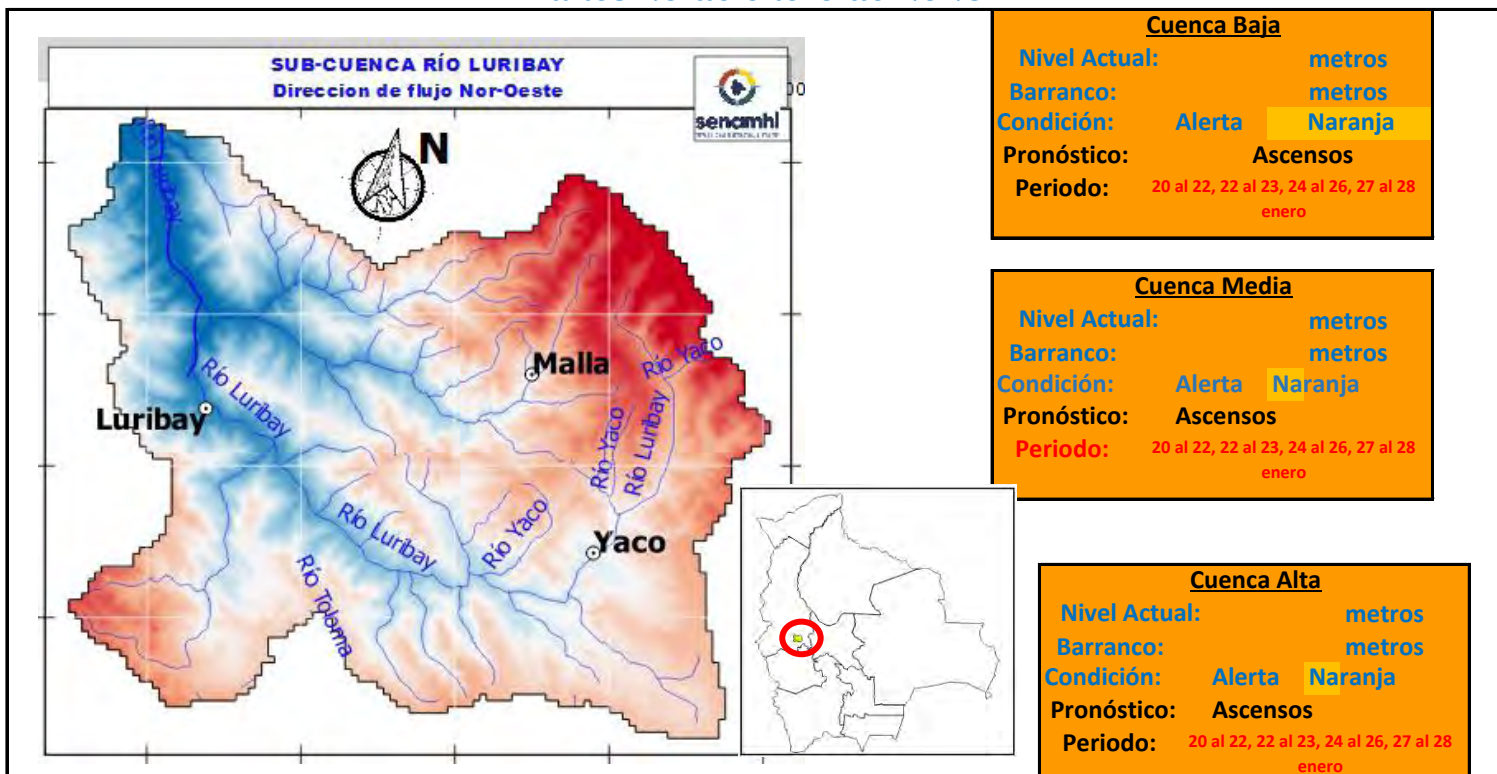 SUB-CUENCA RÍO LURIBAY
Direccion de flujo Nor-Oeste
senamhi
00
N
Río Luribay
Malla
Río Yaco
Luribay
Río Luribay
Río Yaco
Río Luribay
Río Luribay
Río Yaco
Yaco
Río Tolama
Cuenca Baja
Nivel Actual: metros
Barranco: metros
Condición: Alerta Naranja
Pronóstico: Ascensos
Periodo: 20 al 22, 22 al 23, 24 al 26, 27 al 28
enero
Cuenca Media
Nivel Actual: metros
Barranco: metros
Condición: Alerta Naranja
Pronóstico: Ascensos
Periodo: 20 al 22, 22 al 23, 24 al 26, 27 al 28
enero
Cuenca Alta
Nivel Actual: metros
Barranco: metros
Condición: Alerta Naranja
Pronóstico: Ascensos
Periodo: 20 al 22, 22 al 23, 24 al 26, 27 al 28
enero